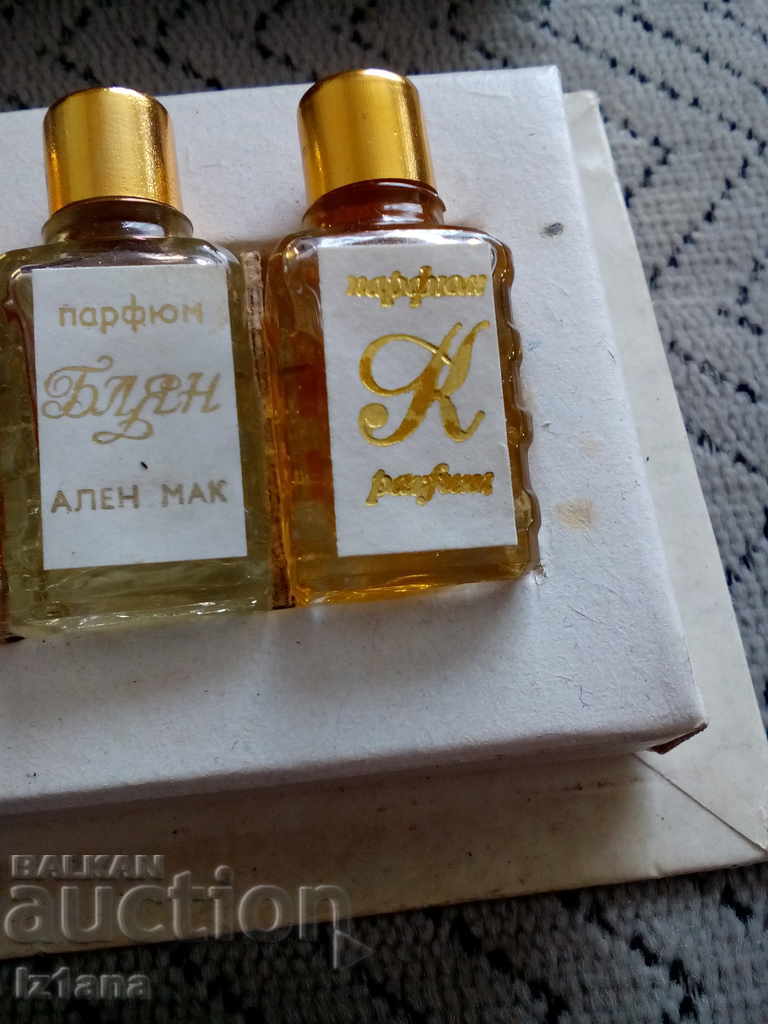 парфюм
БЛЯН
АЛЕН МАК
парфюм
К
parfum
BALKAN
auction
Iz1ana